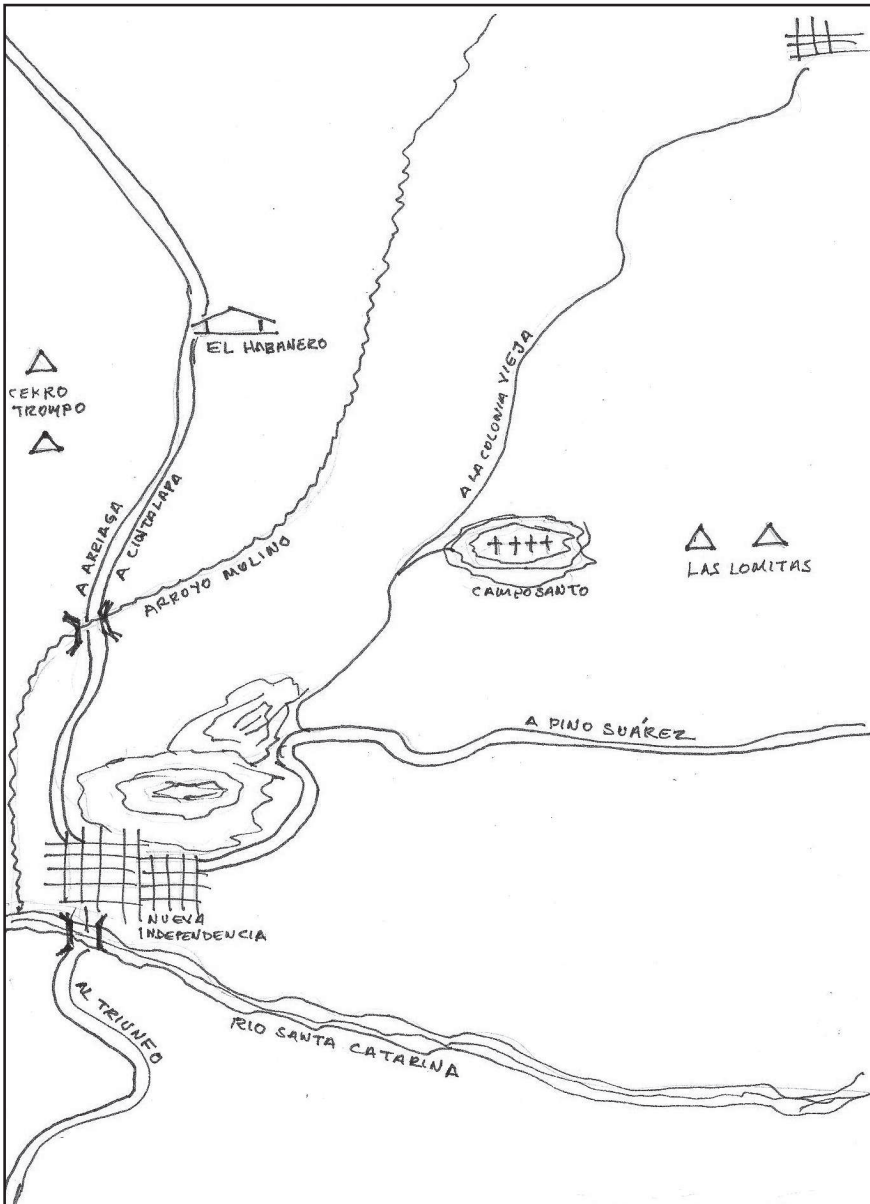 EL HABANERO
CERRO
TROMPO
A LA COLONIA VIEJA
A ARRIAGA
A CINTALAPA
ARROYO MOLINO
CAMPOSANTO
LAS LOMITAS
A PINO SUÁREZ
NUEVA
INDEPENDENCIA
AL TRIUNFO
RIO SANTA CATARINA